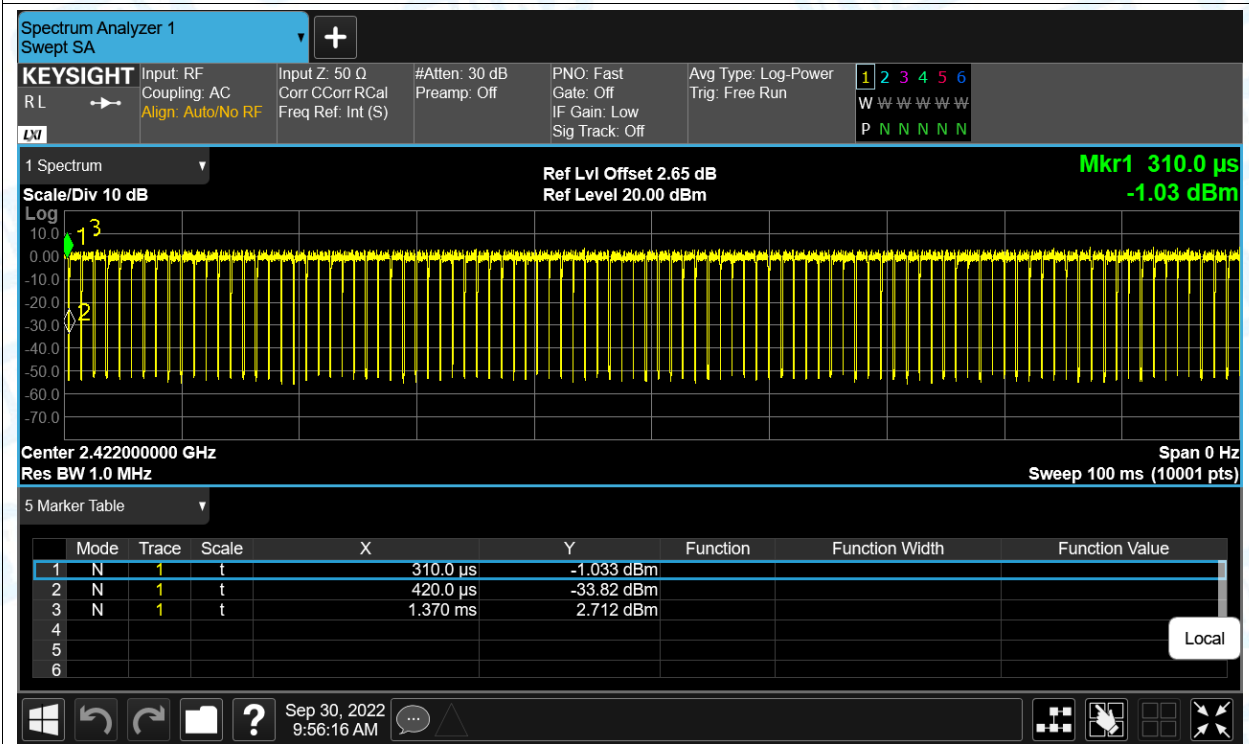 Spectrum Analyzer 1
Swept SA
+
KEYSIGHT Input: RF Input Z: 50 Ω #Atten: 30 dB PNO: Fast Avg Type: Log-Power 1 2 3 4 5 6
R L Coupling: AC Corr CCorr RCal Preamp: Off Gate: Off Trig: Free Run W W W W W W
Align: Auto/No RF Freq Ref: Int (S) IF Gain: Low
LXI Sig Track: Off P N N N N N
1 Spectrum Ref Lvl Offset 2.65 dB Mkr1 310.0 µs
Scale/Div 10 dB Ref Level 20.00 dBm -1.03 dBm
Log
10.0 1 3
0.00
-10.0
-20.0
2
-30.0
-40.0
-50.0
-60.0
-70.0
Center 2.422000000 GHz Span 0 Hz
Res BW 1.0 MHz Sweep 100 ms (10001 pts)
5 Marker Table
Mode Trace Scale X Y Function Function Width Function Value
1 N 1 t 310.0 µs -1.033 dBm
2 N 1 t 420.0 µs -33.82 dBm
3 N 1 t 1.370 ms 2.712 dBm
4
5
Local
6
? Sep 30, 2022
9:56:16 AM